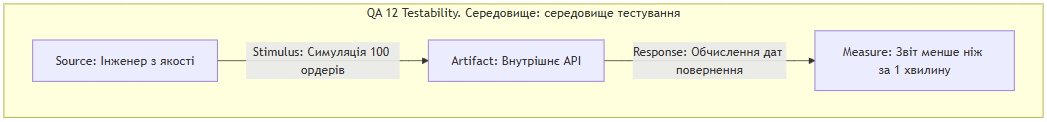 QA 12 Testability. Середовище: середовище тестування
Source: Інженер з якості
Stimulus: Симуляція 100
ордерів
Artifact: Внутрішнє API
Response: Обчислення дат
повернення
Measure: Звіт менше ніж
за 1 хвилину